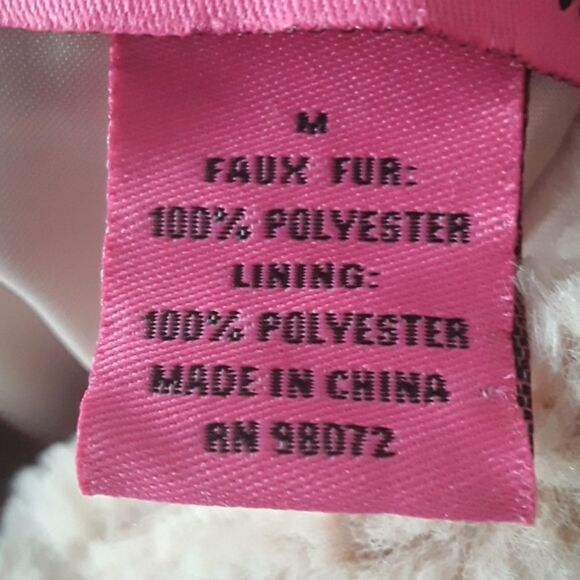 M
FAUX FUR:
100% POLYESTER
LINING:
100% POLYESTER
MADE IN CHINA
RN 98072